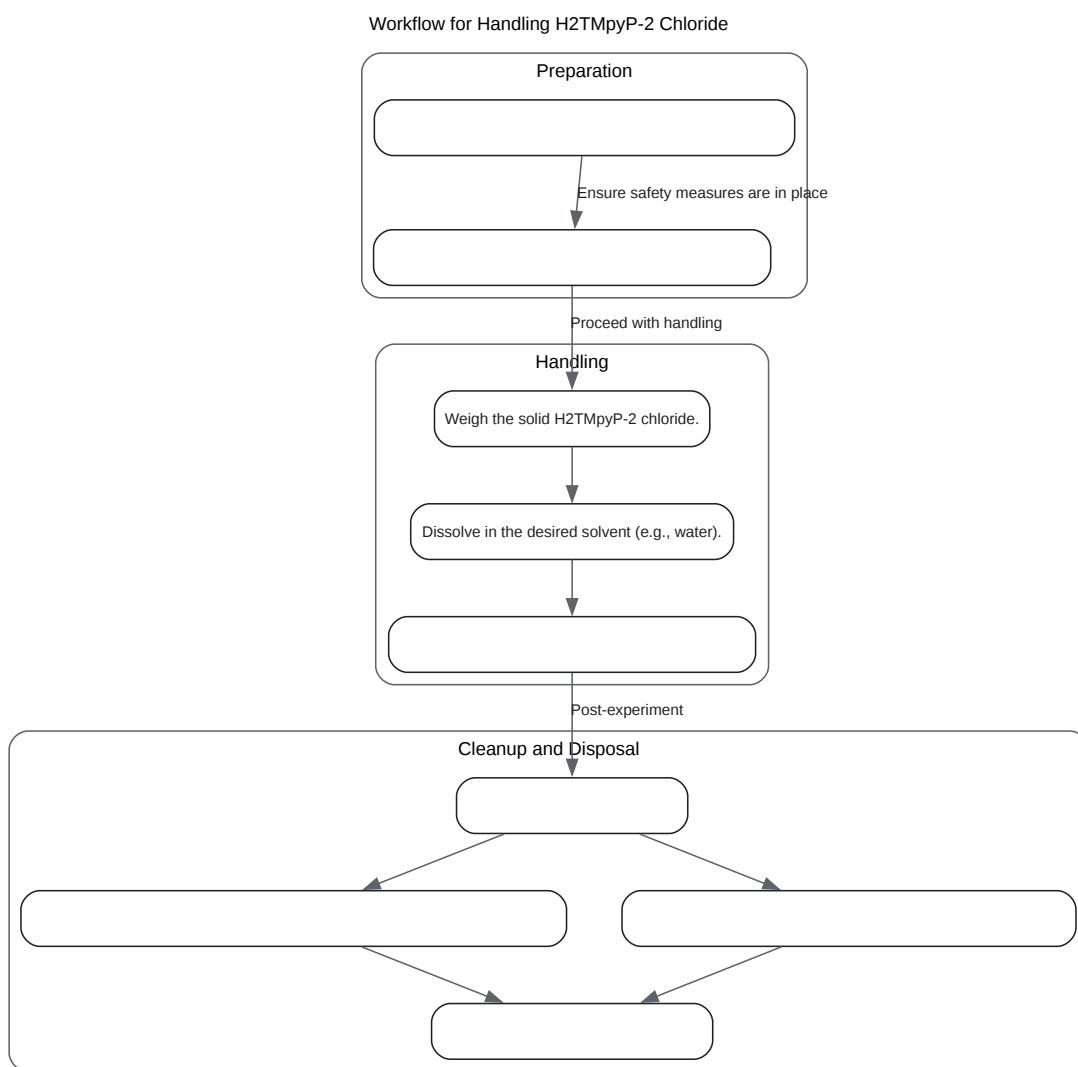 Workflow for Handling H2TMpyP-2 Chloride
Preparation
Ensure safety measures are in place
Proceed with handling
Handling
Weigh the solid H2TMpyP-2 chloride.
Dissolve in the desired solvent (e.g., water).
Post-experiment
Cleanup and Disposal